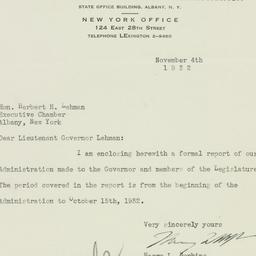 STATE OFFICE BUILDING, ALBANY, N. Y.
NEW YORK OFFICE
124 EAST 28TH STREET
TELEPHONE LEXINGTON 2-9460
November 4th
1932
Hon. Herbert H. Lehman
Executive Chamber
Albany, New York
Dear Lieutenant Governor Lehman:
I am enclosing herewith a formal report of our
Administration made to the Governor and members of the Legislature
The period covered in the report is from the beginning of the
Administration to October 15th, 1932.
Very sincerely yours